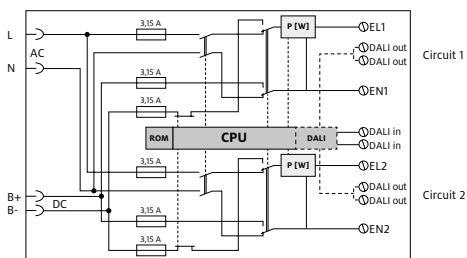 3,15 A
P [W]
EL1
L
DALI out
AC
Circuit 1
DALI out
N
3,15 A
EN1
3,15 A
DALI in
ROM
CPU
DALI
DALI in
3,15 A
P [W]
EL2
DALI out
B+
DC
DALI out
Circuit 2
B-
3,15 A
EN2
3,15 A